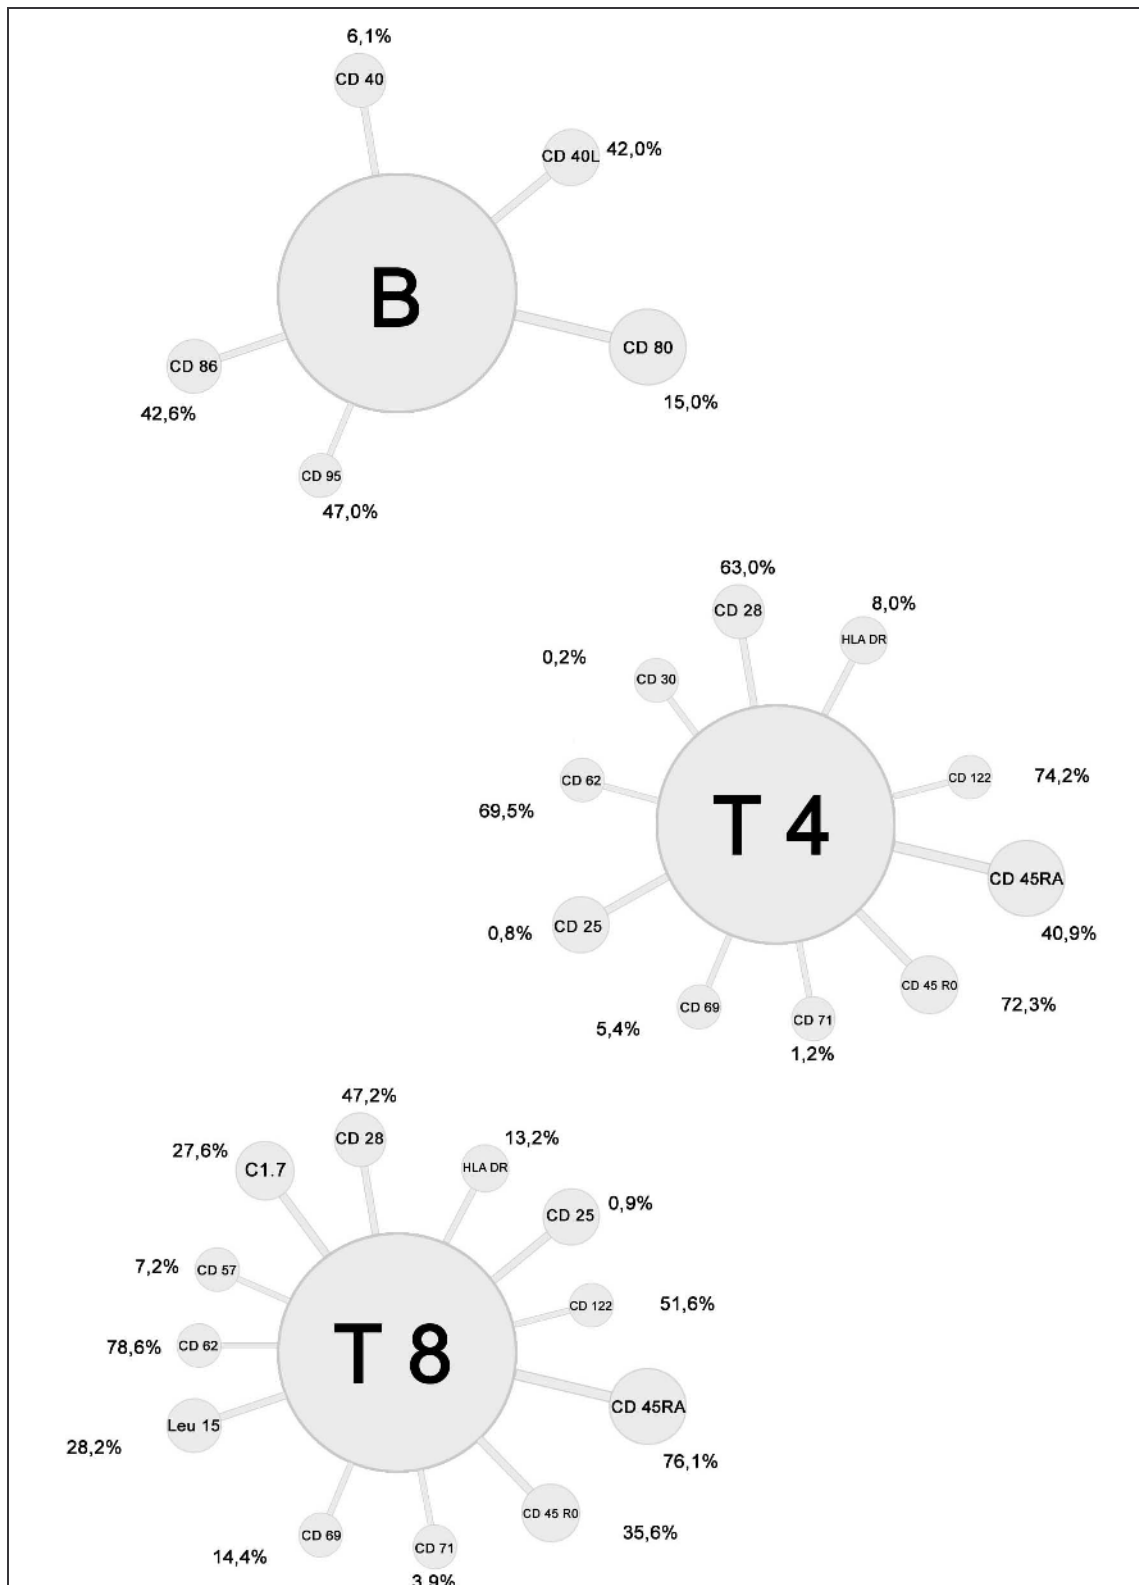 6,1%
CD 40
CD 40L
42,0%
B
CD 80
15,0%
CD 86
42,6%
CD 95
47,0%
63,0%
CD 28
8,0%
HLA DR
0,2%
CD 30
CD 62
69,5%
CD 122
74,2%
T 4
CD 45RA
40,9%
CD 25
0,8%
CD 45 R0
72,3%
CD 69
5,4%
CD 71
1,2%
47,2%
CD 28
27,6%
C1.7
13,2%
HLA DR
CD 25
0,9%
7,2%
CD 57
CD 122
51,6%
78,6%
CD 62
T 8
CD 45RA
76,1%
Leu 15
28,2%
CD 45 R0
35,6%
CD 69
14,4%
CD 71
3,9%